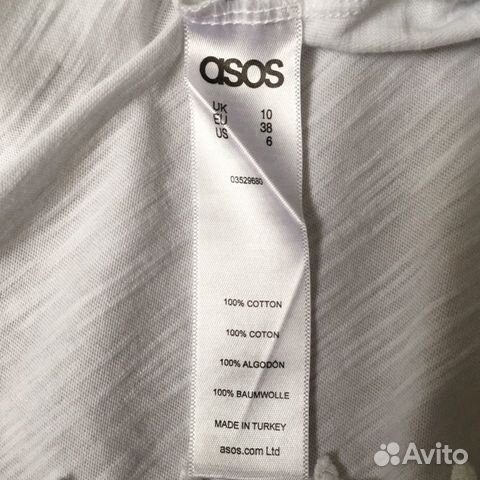 asos
UK 10
EU 38
US 6
03529680
100% COTTON
100% COTON
100% ALGODÓN
100% BAUMWOLLE
MADE IN TURKEY
asos.com Ltd
Avito